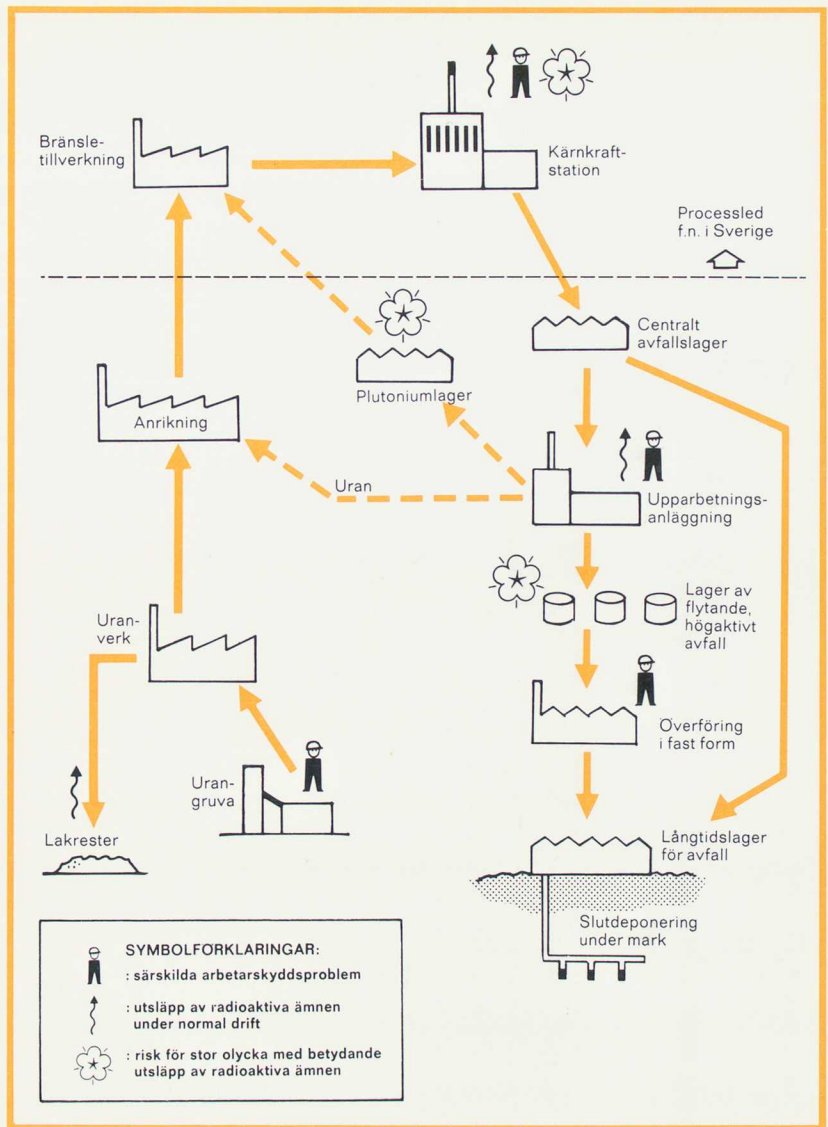 Bränsle-
tillverkning
Kärnkraft-
station
Processled
f.n. i Sverige
Centralt
avfallslager
Plutoniumlager
Anrikning
Uran
Upparbetnings-
anläggning
Lager av
flytande,
högaktivt
avfall
Uran-
verk
Överföring
i fast form
Uran-
gruva
Lakrester
Långtidslager
för avfall
Slutdeponering
under mark
SYMBOLFÖRKLARINGAR:
: särskilda arbetarskyddsproblem
: utsläpp av radioaktiva ämnen
under normal drift
: risk för stor olycka med betydande
utsläpp av radioaktiva ämnen